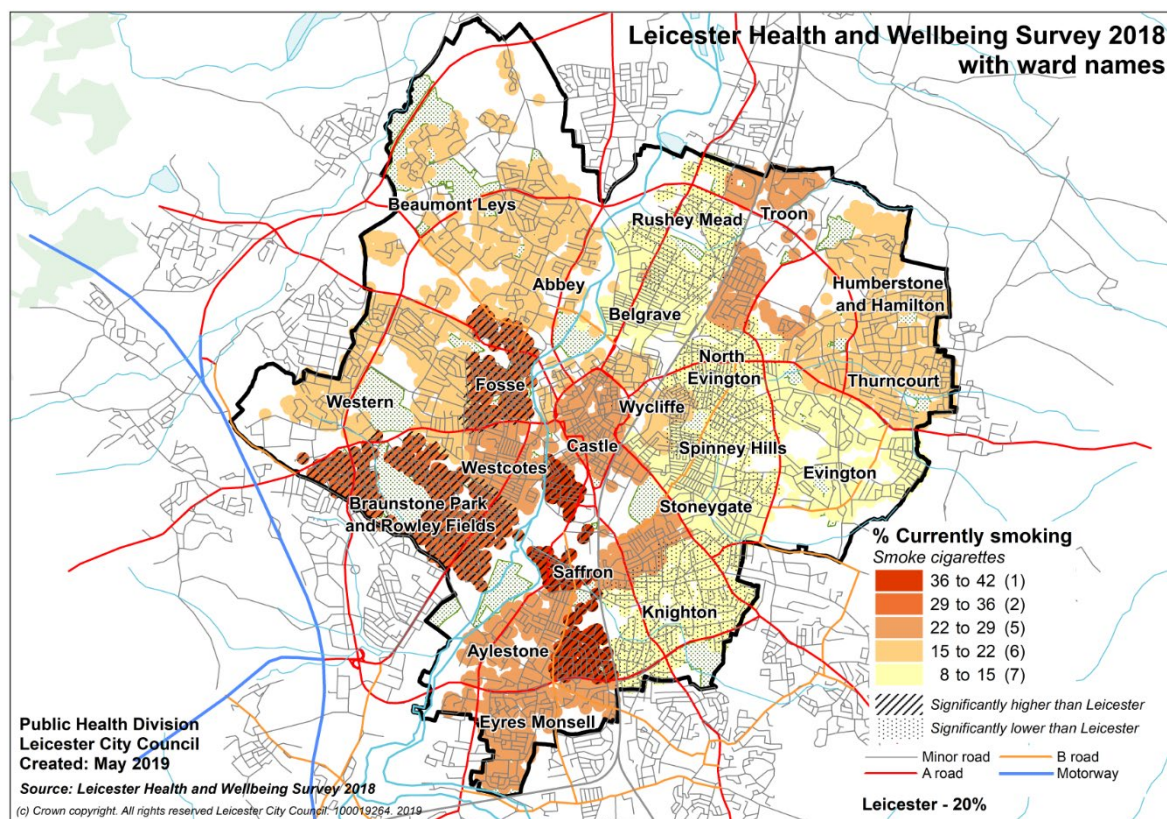 Leicester Health and Wellbeing Survey 2018
with ward names
Beaumont Leys
Rushey Mead
Troon
Abbey
Humberstone
and Hamilton
Belgrave
North
Evington
Fosse
Thurncourt
Western
Wycliffe
Castle
Spinney Hills
Westcotes
Evington
Braunstone Park
and Rowley Fields
Stoneygate
Saffron
Knighton
Aylestone
Eyres Monsell
% Currently smoking
Smoke cigarettes
36 to 42 (1)
29 to 36 (2)
22 to 29 (5)
15 to 22 (6)
8 to 15 (7)
Significantly higher than Leicester
Significantly lower than Leicester
Minor road
B road
A road
Motorway
Leicester - 20%
Public Health Division
Leicester City Council
Created: May 2019
Source: Leicester Health and Wellbeing Survey 2018
(c) Crown copyright. All rights reserved Leicester City Council. 100019264. 2019